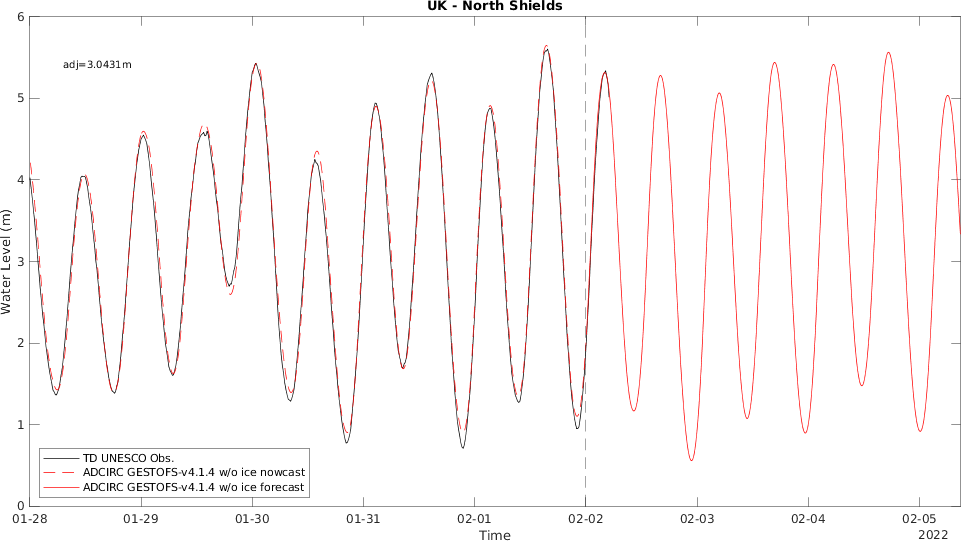 UK - North Shields
6
adj=3.0431m
5
4
3
2
1
0
Water Level (m)
TD UNESCO Obs.
ADCIRC GESTOFS-v4.1.4 w/o ice nowcast
ADCIRC GESTOFS-v4.1.4 w/o ice forecast
01-28 01-29 01-30 01-31 02-01 02-02 02-03 02-04 02-05
Time
2022